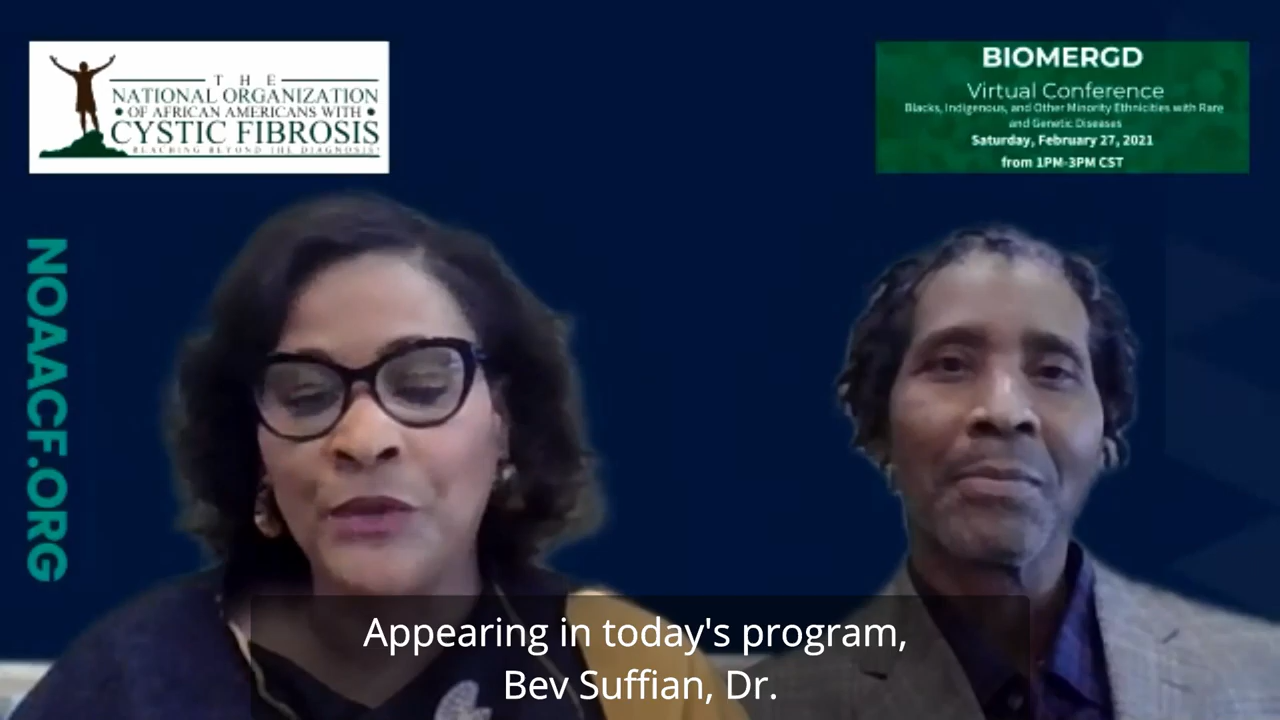 THE
NATIONAL ORGANIZATION
• OF AFRICAN AMERICANS WITH •
CYSTIC FIBROSIS
REACHING BEYOND THE DIAGNOSIS!
BIOMERGD
Virtual Conference
Blacks, Indigenous, and Other Minority Ethnicities with Rare
and Genetic Diseases
Saturday, February 27, 2021
from 1PM-3PM CST
NOAACF.ORG
Appearing in today's program,
Bev Suffian, Dr.